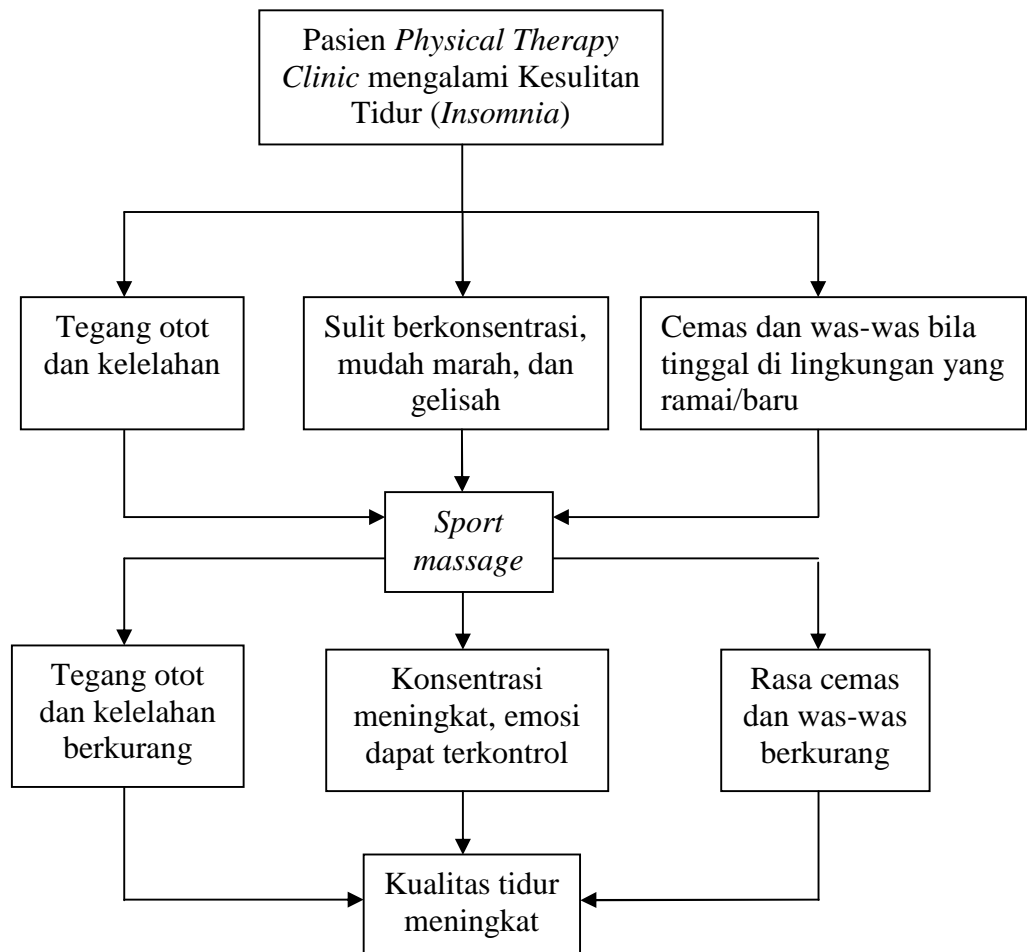 Pasien Physical Therapy
Clinic mengalami Kesulitan
Tidur (Insomnia)
Tegang otot
dan kelelahan
Sulit berkonsentrasi,
mudah marah, dan
gelisah
Cemas dan was-was bila
tinggal di lingkungan yang
ramai/baru
Sport
massage
Tegang otot
dan kelelahan
berkurang
Konsentrasi
meningkat, emosi
dapat terkontrol
Rasa cemas
dan was-was
berkurang
Kualitas tidur
meningkat